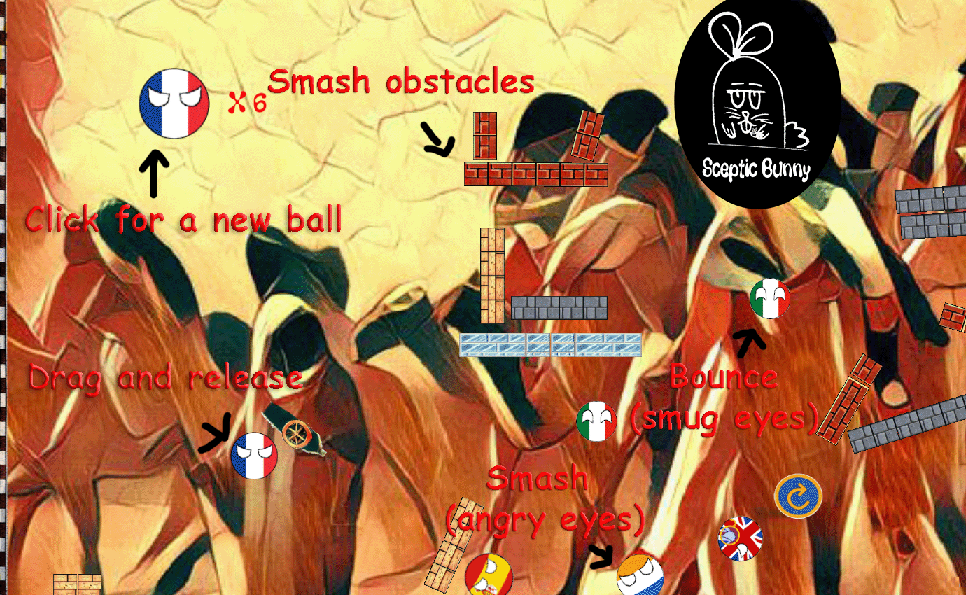 Smash obstacles
X6
Sceptic Bunny
Click for a new ball
Drag and release
Bounce
(smug eyes)
Smash
(angry eyes)